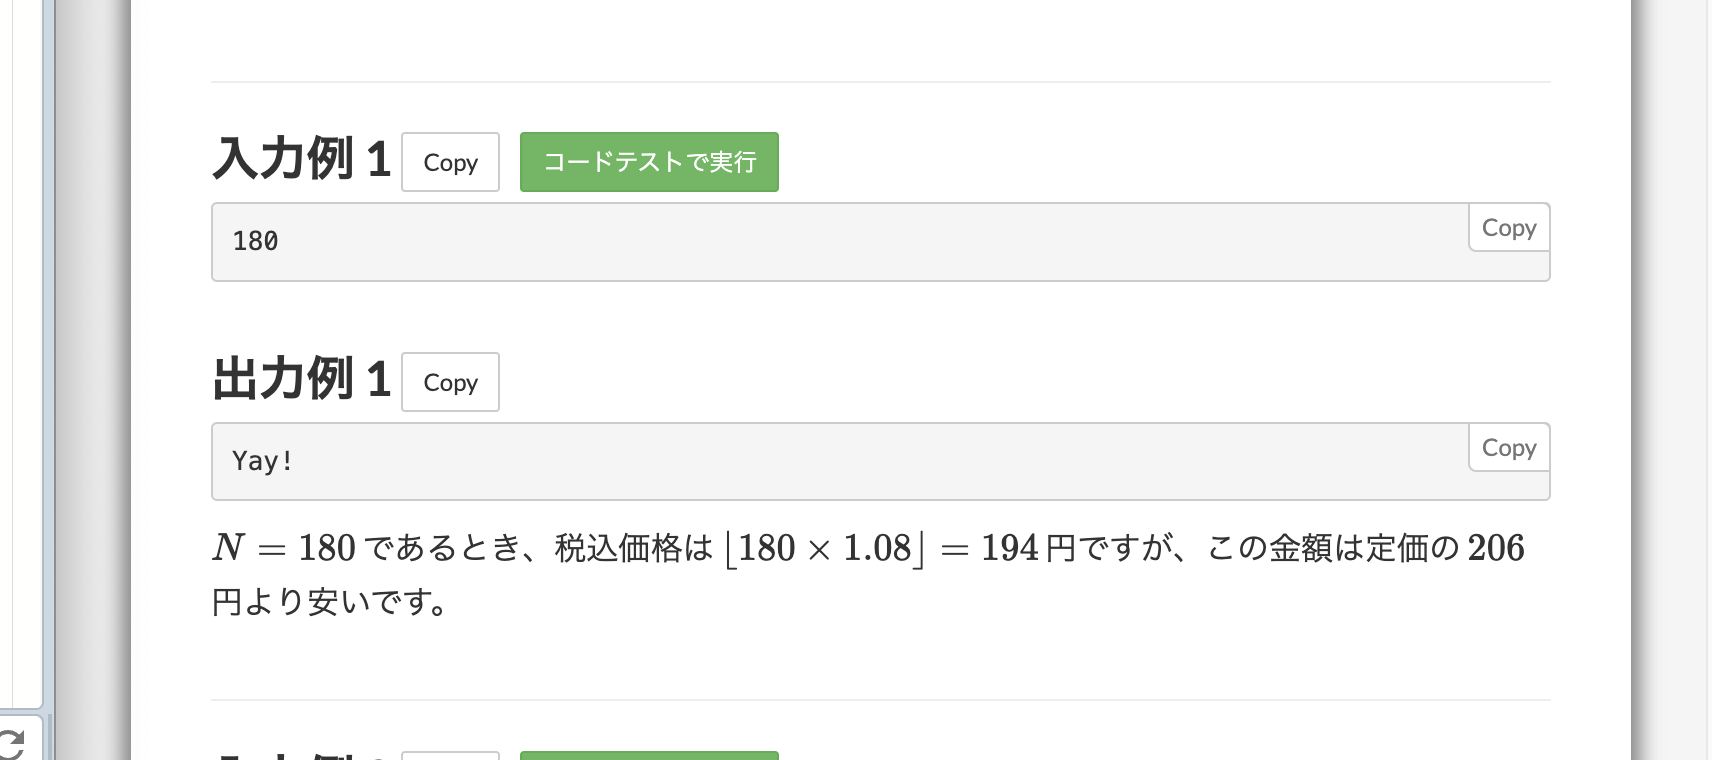 入力例 1 Copy コードテストで実行
180 Copy
出力例 1 Copy
Yay! Copy
N = 180 であるとき、税込価格は ⌊180 × 1.08⌋ = 194 円ですが、この金額は定価の 206
円より安いです。